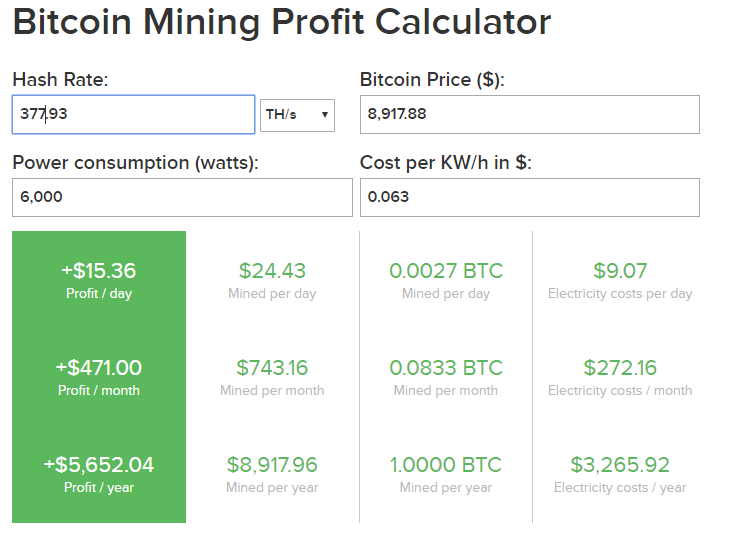 Bitcoin Mining Profit Calculator
Hash Rate: Bitcoin Price ($):
377.93 TH/s 8,917.88
Power consumption (watts): Cost per KW/h in $:
6,000 0.063
+$15.36 $24.43 0.0027 BTC $9.07
Profit / day Mined per day Mined per day Electricity costs per day
+$471.00 $743.16 0.0833 BTC $272.16
Profit / month Mined per month Mined per month Electricity costs / month
+$5,652.04 $8,917.96 1.0000 BTC $3,265.92
Profit / year Mined per year Mined per year Electricity costs / year